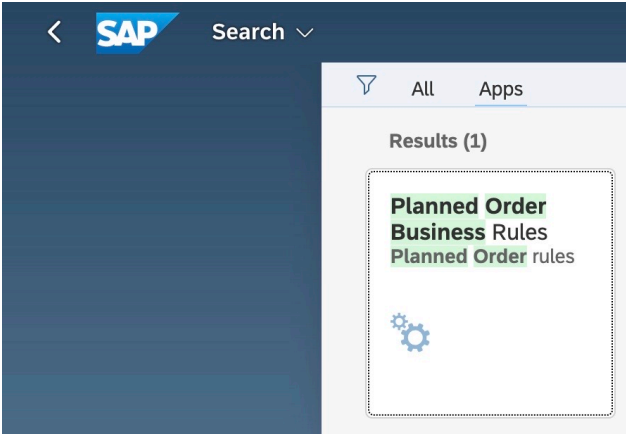 SAP Search
All Apps
Results (1)
Planned Order
Business Rules
Planned Order rules